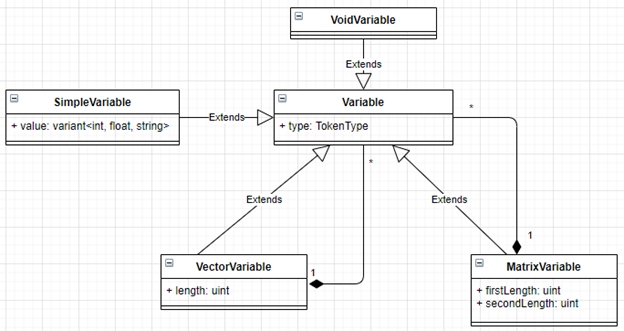 VoidVariable
Extends
SimpleVariable
+ value: variant<int, float, string>
Extends
Variable
+ type: TokenType
*
*
Extends
Extends
1
1
VectorVariable
+ length: uint
MatrixVariable
+ firstLength: uint
+ secondLength: uint